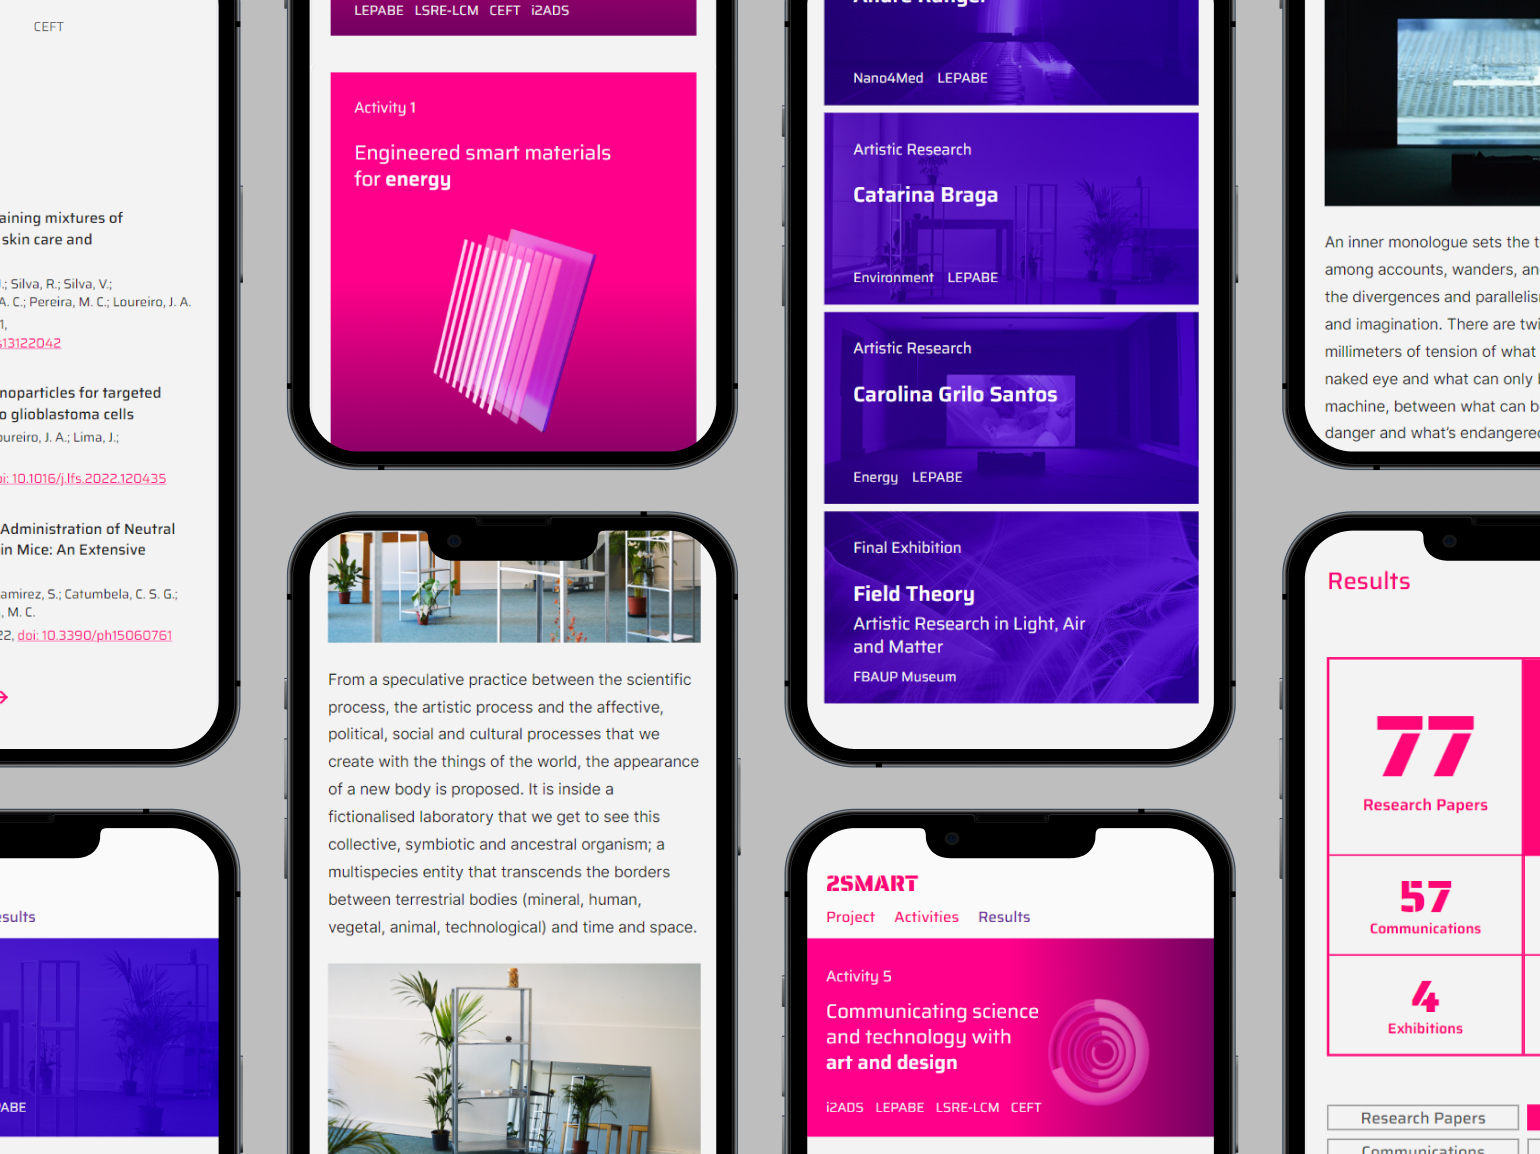 CEFT
aining mixtures of
skin care and
.; Silva, R.; Silva, V.;
A. C.; Pereira, M. C.; Loureiro, J. A.
1,
s13122042
noparticles for targeted
o glioblastoma cells
oureiro, J. A.; Lima, J.;
oi: 10.1016/j.lfs.2022.120435
Administration of Neutral
in Mice: An Extensive
amirez, S.; Catumbela, C. S. G.;
, M. C.
22, doi: 10.3390/ph15060761
esults
PABE
LEPABE LSRE-LCM CEFT i2ADS
Activity 1
Engineered smart materials
for energy
From a speculative practice between the scientific
process, the artistic process and the affective,
political, social and cultural processes that we
create with the things of the world, the appearance
of a new body is proposed. It is inside a
fictionalised laboratory that we get to see this
collective, symbiotic and ancestral organism; a
multispecies entity that transcends the borders
between terrestrial bodies (mineral, human,
vegetal, animal, technological) and time and space.
Nano4Med LEPABE
Artistic Research
Catarina Braga
Environment LEPABE
Artistic Research
Carolina Grilo Santos
Energy LEPABE
Final Exhibition
Field Theory
Artistic Research in Light, Air
and Matter
FBAUP Museum
2SMART
Project Activities Results
Activity 5
Communicating science
and technology with
art and design
i2ADS LEPABE LSRE-LCM CEFT
An inner monologue sets the t
among accounts, wanders, an
the divergences and parallelis
and imagination. There are twi
millimeters of tension of what
naked eye and what can only
machine, between what can b
danger and what's endangered
Results
77
Research Papers
57
Communications
4
Exhibitions
Research Papers
Communications